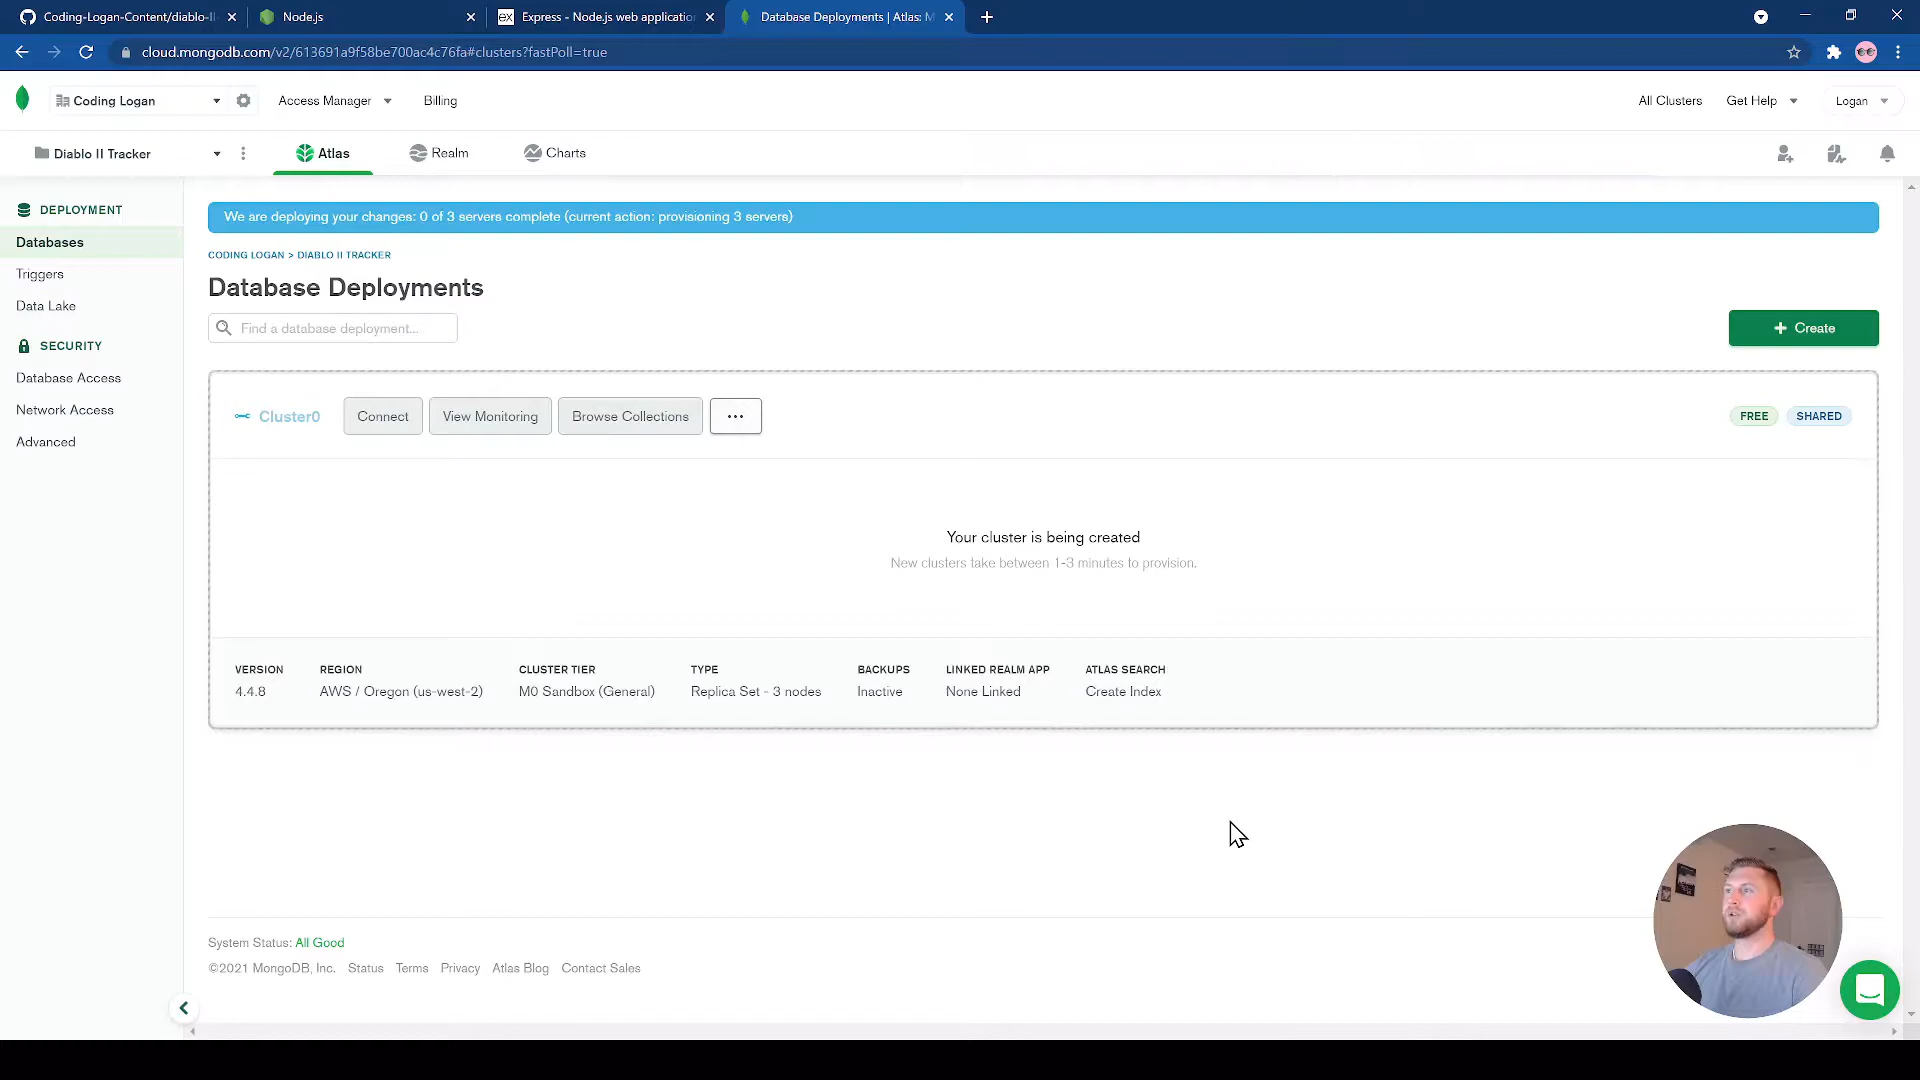 Coding-Logan-Content/diablo-II
Node.js
ex Express - Node.js web applicatio
Database Deployments | Atlas: M
cloud.mongodb.com/v2/613691a9f58be700ac4c76fa#clusters?fastPoll=true
Coding Logan
Access Manager
Billing
All Clusters
Get Help
Logan
Diablo II Tracker
Atlas
Realm
Charts
DEPLOYMENT
Databases
Triggers
Data Lake
SECURITY
Database Access
Network Access
Advanced
We are deploying your changes: 0 of 3 servers complete (current action: provisioning 3 servers)
CODING LOGAN > DIABLO II TRACKER
Database Deployments
Find a database deployment...
+ Create
Cluster0
Connect
View Monitoring
Browse Collections
...
FREE
SHARED
Your cluster is being created
New clusters take between 1-3 minutes to provision.
VERSION REGION CLUSTER TIER TYPE BACKUPS LINKED REALM APP ATLAS SEARCH
4.4.8 AWS / Oregon (us-west-2) M0 Sandbox (General) Replica Set - 3 nodes Inactive None Linked Create Index
System Status: All Good
©2021 MongoDB, Inc. Status Terms Privacy Atlas Blog Contact Sales